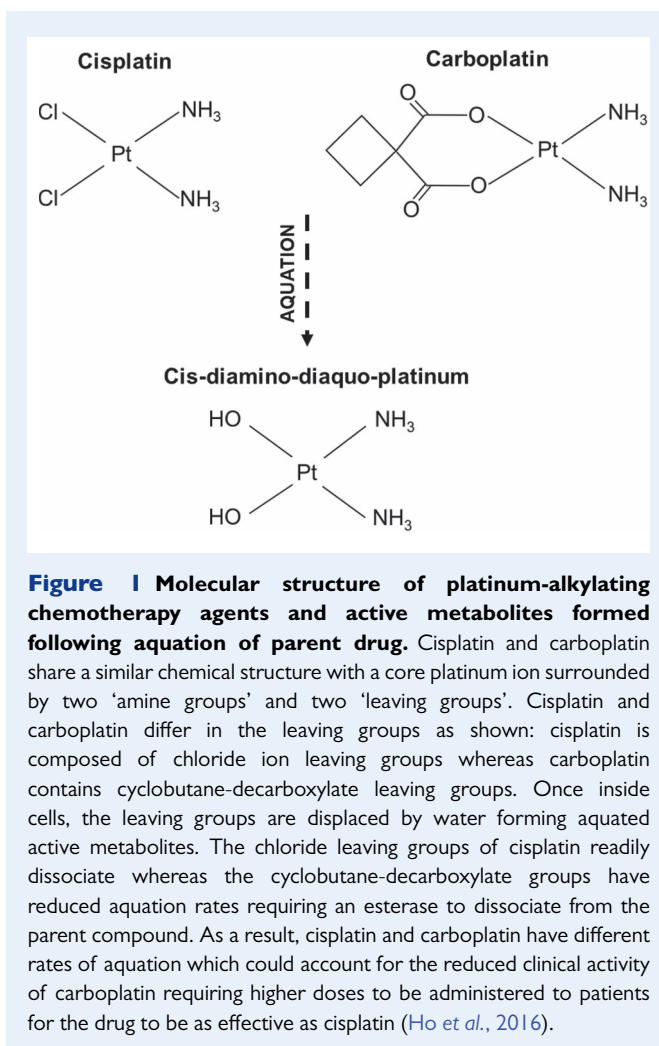 Cisplatin
Carboplatin
Cl
NH3
Pt
Cl
NH3
O
O
NH3
Pt
O
O
NH3
AQUATION
Cis-diamino-diaquo-platinum
HO
NH3
Pt
HO
NH3
Figure 1 Molecular structure of platinum-alkylating
chemotherapy agents and active metabolites formed
following aquation of parent drug. Cisplatin and carboplatin
share a similar chemical structure with a core platinum ion surrounded
by two ‘amine groups’ and two ‘leaving groups’. Cisplatin and
carboplatin differ in the leaving groups as shown: cisplatin is
composed of chloride ion leaving groups whereas carboplatin
contains cyclobutane-decarboxylate leaving groups. Once inside
cells, the leaving groups are displaced by water forming aquated
active metabolites. The chloride leaving groups of cisplatin readily
dissociate whereas the cyclobutane-decarboxylate groups have
reduced aquation rates requiring an esterase to dissociate from the
parent compound. As a result, cisplatin and carboplatin have different
rates of aquation which could account for the reduced clinical activity
of carboplatin requiring higher doses to be administered to patients
for the drug to be as effective as cisplatin (Ho et al., 2016).